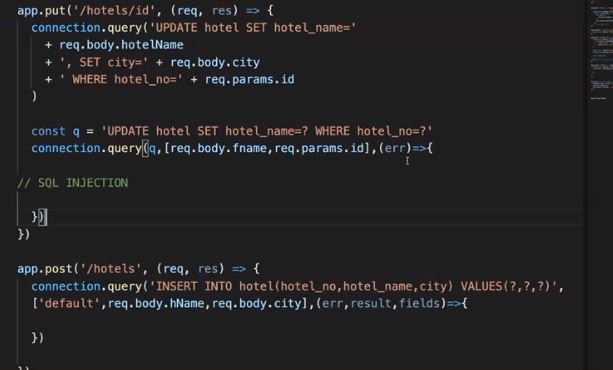 app.put('/hotels/id', (req, res) => {
connection.query('UPDATE hotel SET hotel_name='
+ req.body.hotelName
+ ', SET city=' + req.body.city
+ ' WHERE hotel_no=' + req.params.id
)
const q = 'UPDATE hotel SET hotel_name=? WHERE hotel_no=?'
connection.query(q,[req.body.fname,req.params.id],(err)=>{
// SQL INJECTION
})
})
app.post('/hotels', (req, res) => {
connection.query('INSERT INTO hotel(hotel_no,hotel_name,city) VALUES(?,?,?)',
['default',req.body.hName,req.body.city],(err,result,fields)=>{
})
})